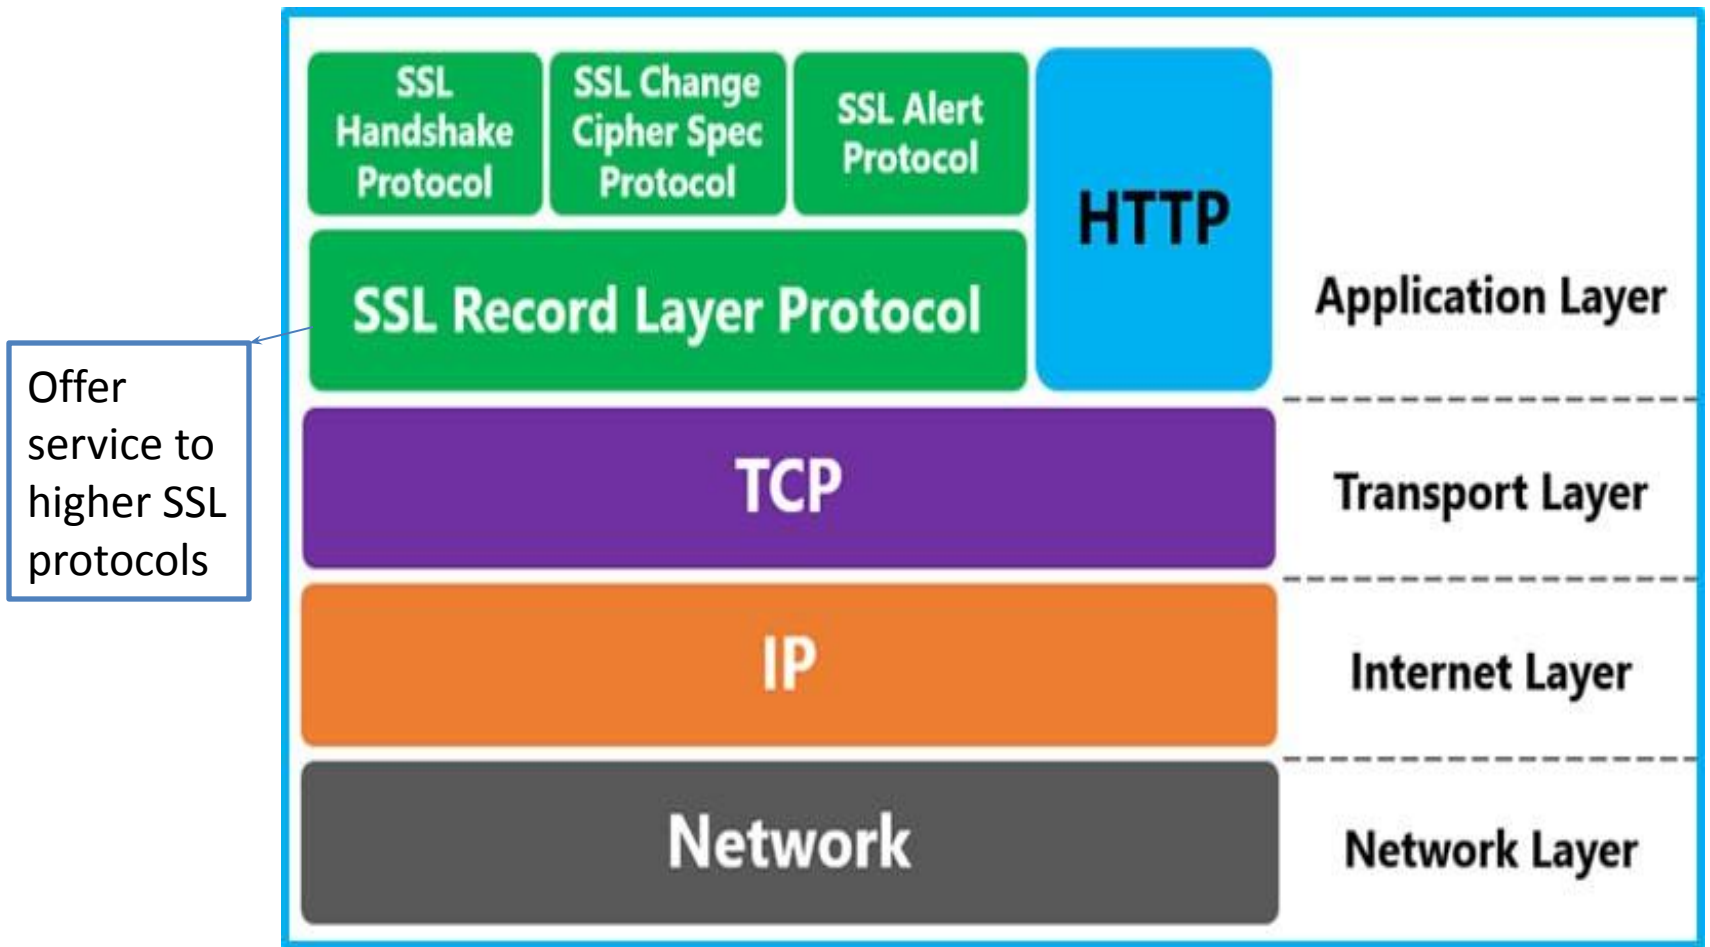 SSL
Handshake
Protocol
SSL Change
Cipher Spec
Protocol
SSL Alert
Protocol
HTTP
SSL Record Layer Protocol
Application Layer
Offer
service to
higher SSL
protocols
TCP
Transport Layer
IP
Internet Layer
Network
Network Layer